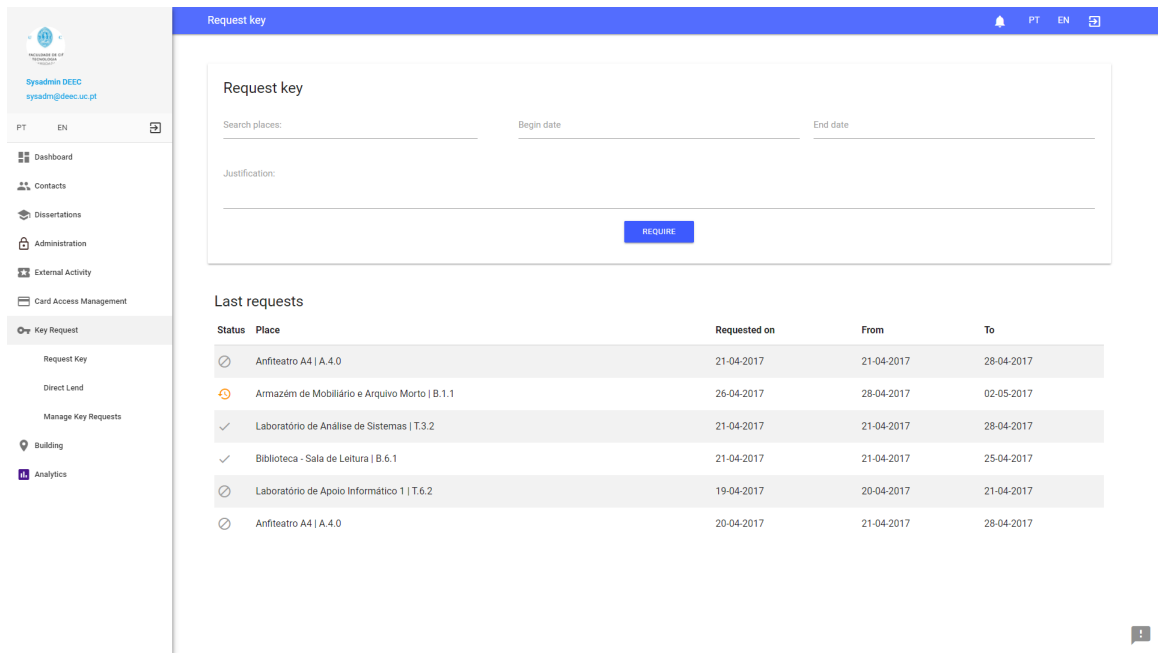 Request key
PT EN
FACULDADE DE CIT
TECNOLOGIA
Sysadmin DEEC
sysadm@deec.uc.pt
PT EN
Dashboard
Contacts
Dissertations
Administration
External Activity
Card Access Management
Key Request
Request Key
Direct Lend
Manage Key Requests
Building
Analytics
Request key
Search places: Begin date End date
Justification:
REQUIRE
Last requests
Status Place Requested on From To
Anfiteatro A4 | A.4.0 21-04-2017 21-04-2017 28-04-2017
Armazém de Mobiliário e Arquivo Morto | B.1.1 26-04-2017 28-04-2017 02-05-2017
Laboratório de Análise de Sistemas | T.3.2 21-04-2017 21-04-2017 28-04-2017
Biblioteca - Sala de Leitura | B.6.1 21-04-2017 21-04-2017 25-04-2017
Laboratório de Apoio Informático 1 | T.6.2 19-04-2017 20-04-2017 21-04-2017
Anfiteatro A4 | A.4.0 20-04-2017 21-04-2017 28-04-2017